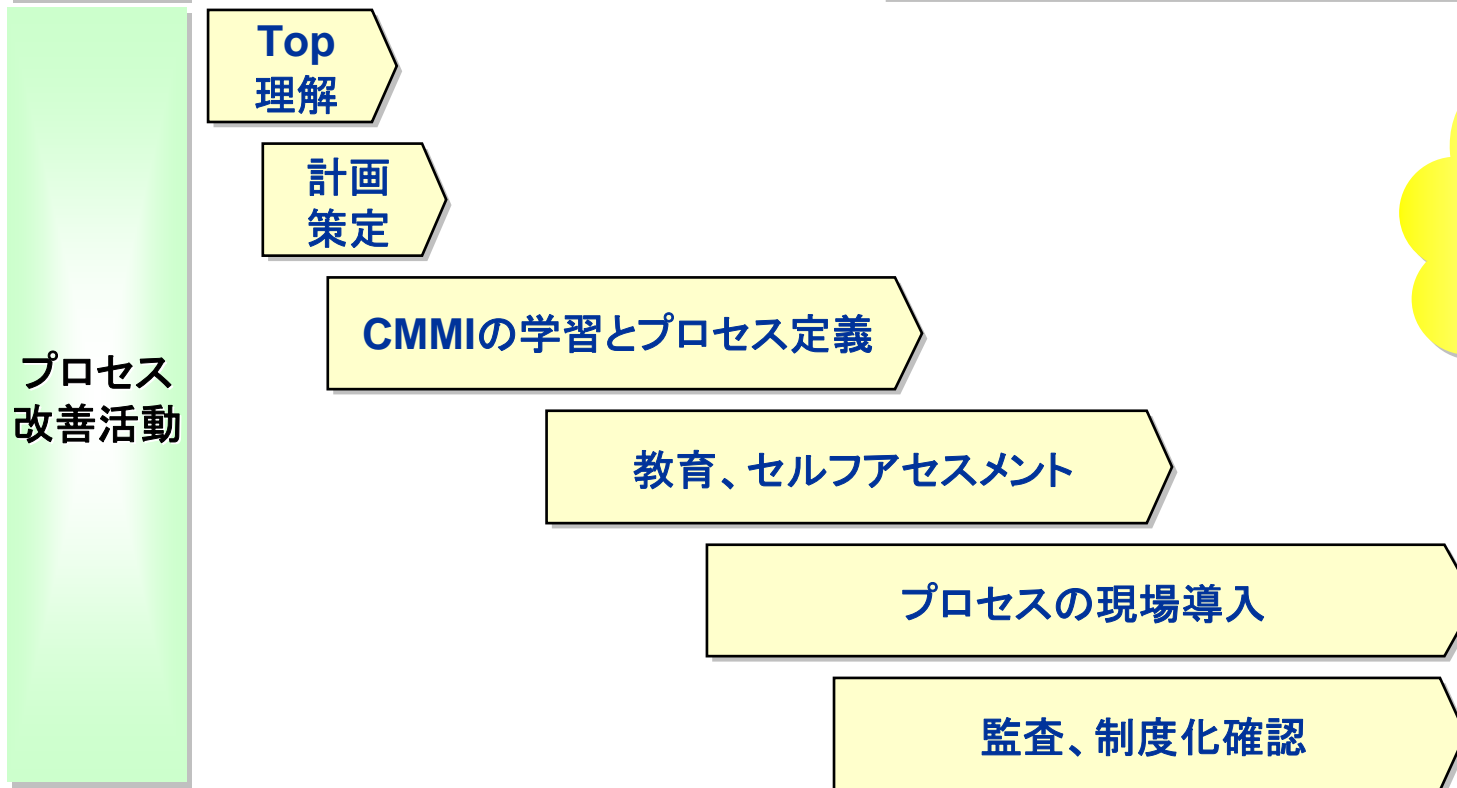 Top
理解
計画
策定
CMMIの学習とプロセス定義
プロセス
改善活動
教育、セルフアセスメント
プロセスの現場導入
監査、制度化確認